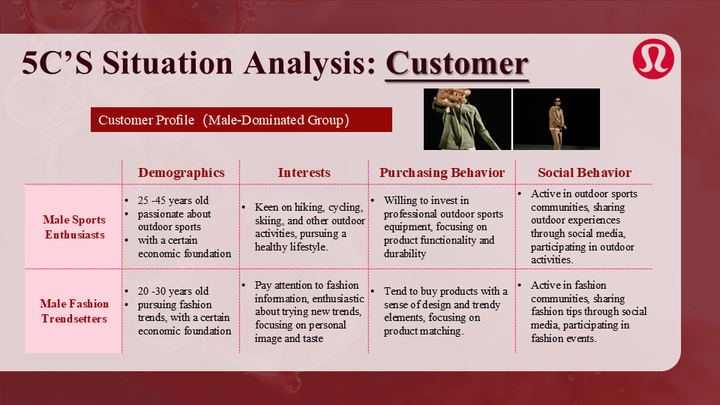 5C’S Situation Analysis: Customer
Customer Profile (Male-Dominated Group)
Demographics
Interests
Purchasing Behavior
Social Behavior
Male Sports
Enthusiasts
• 25 -45 years old
• passionate about
outdoor sports
• with a certain
economic foundation
• Keen on hiking, cycling,
skiing, and other outdoor
activities, pursuing a
healthy lifestyle.
• Willing to invest in
professional outdoor sports
equipment, focusing on
product functionality and
durability
• Active in outdoor sports
communities, sharing
outdoor experiences
through social media,
participating in outdoor
activities.
Male Fashion
Trendsetters
• 20 -30 years old
• pursuing fashion
trends, with a certain
economic foundation
• Pay attention to fashion
information, enthusiastic
about trying new trends,
focusing on personal
image and taste
• Tend to buy products with a
sense of design and trendy
elements, focusing on
product matching.
• Active in fashion
communities, sharing
fashion tips through social
media, participating in
fashion events.